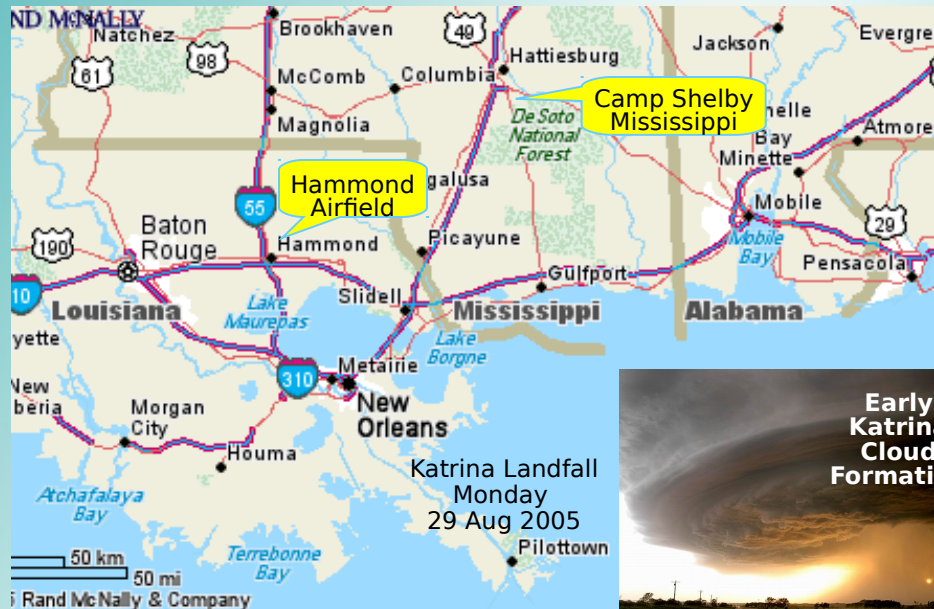 ND McNALLY
Natchez
Brookhaven
49
Hattiesburg
Jackson
Evergre
61
98
McComb
Columbia
Camp Shelby
Mississippi
nelle
Magnolia
De Soto
National
Forest
Bay
Minette
Atmore
Hammond
Airfield
galusa
55
Mobile
29
Baton
Rouge
190
Hammond
Picayune
Mobile
Bay
Pensacola
10
Gulfport
Slidell
Louisiana
Lake
Maurepas
Mississippi
Alabama
yette
Lake
Borgne
310
Metairie
New
beria
Morgan
City
New
Orleans
Houma
Early
Katrina
Cloud
Formati
Katrina Landfall
Monday
29 Aug 2005
Atchafalaya
Bay
Terrebonne
Bay
Pilottown
50 km
50 mi
5 Rand McNally & Company